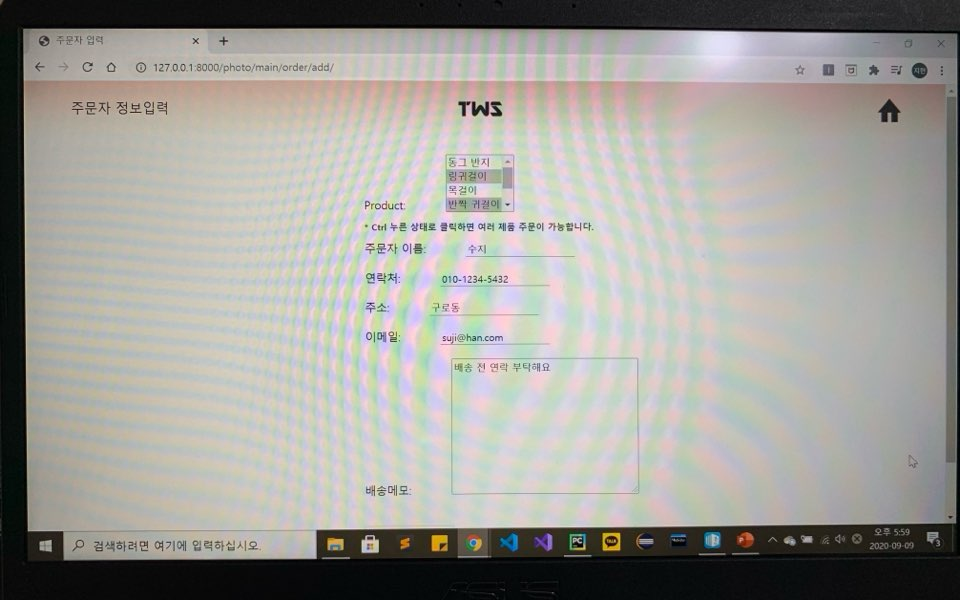 주문자 입력
127.0.0.1:8000/photo/main/order/add/
지현
주문자 정보입력
TWS
동그 반지
링귀걸이
목걸이
반짝 귀걸이
Product:
* Ctrl 누른 상태로 클릭하면 여러 제품 주문이 가능합니다.
주문자 이름: 수지
연락처: 010-1234-5432
주소: 구로동
이메일: suji@han.com
배송 전 연락 부탁해요
배송메모:
검색하려면 여기에 입력하십시오.
PC
TALK
오후 5:59
2020-09-09
3